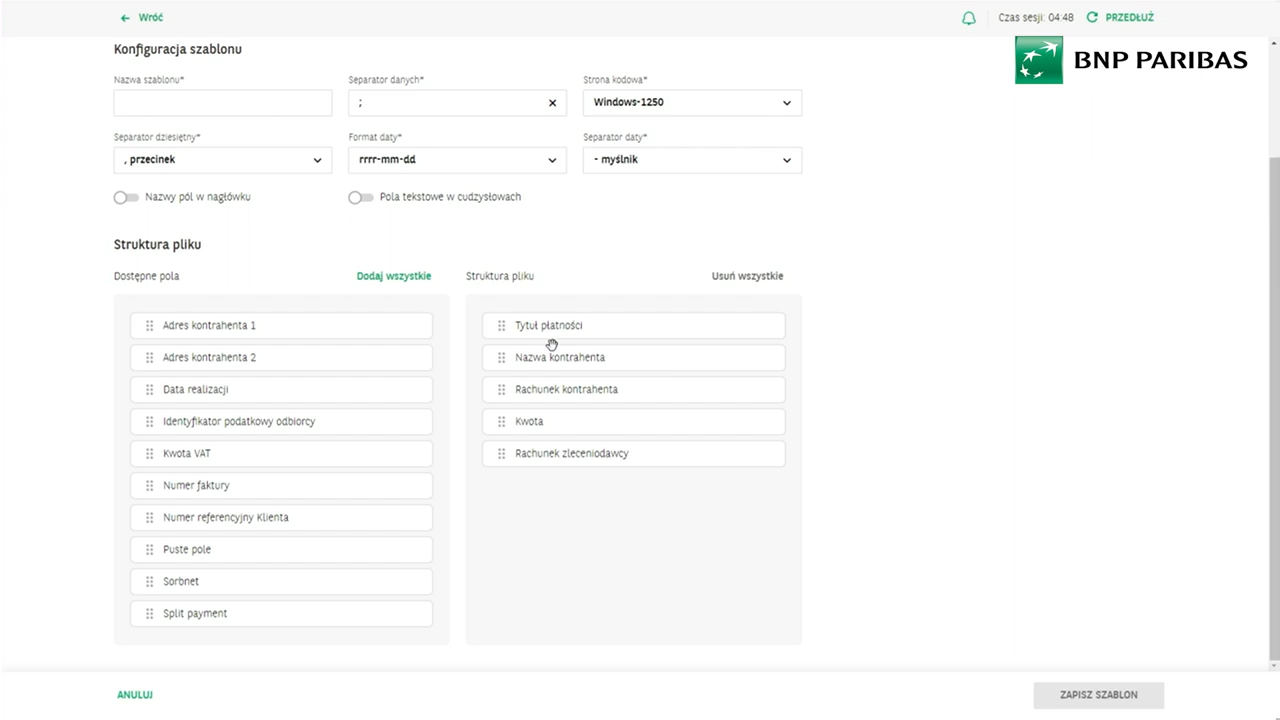 Wróć
Czas sesji: 04:48 PRZEDŁUŻ
BNP PARIBAS
Konfiguracja szablonu
Nazwa szablonu* Separator danych* Strona kodowa*
; Windows-1250
Separator dziesiętny* Format daty* Separator daty*
, przecinek rrrr-mm-dd - myślnik
Nazwy pól w nagłówku Pola tekstowe w cudzysłowach
Struktura pliku
Dostępne pola Dodaj wszystkie Struktura pliku Usuń wszystkie
Adres kontrahenta 1
Adres kontrahenta 2
Data realizacji
Identyfikator podatkowy odbiorcy
Kwota VAT
Numer faktury
Numer referencyjny Klienta
Puste pole
Sorbnet
Split payment
Tytuł płatności
Nazwa kontrahenta
Rachunek kontrahenta
Kwota
Rachunek zleceniodawcy
ANULUJ
ZAPISZ SZABLON